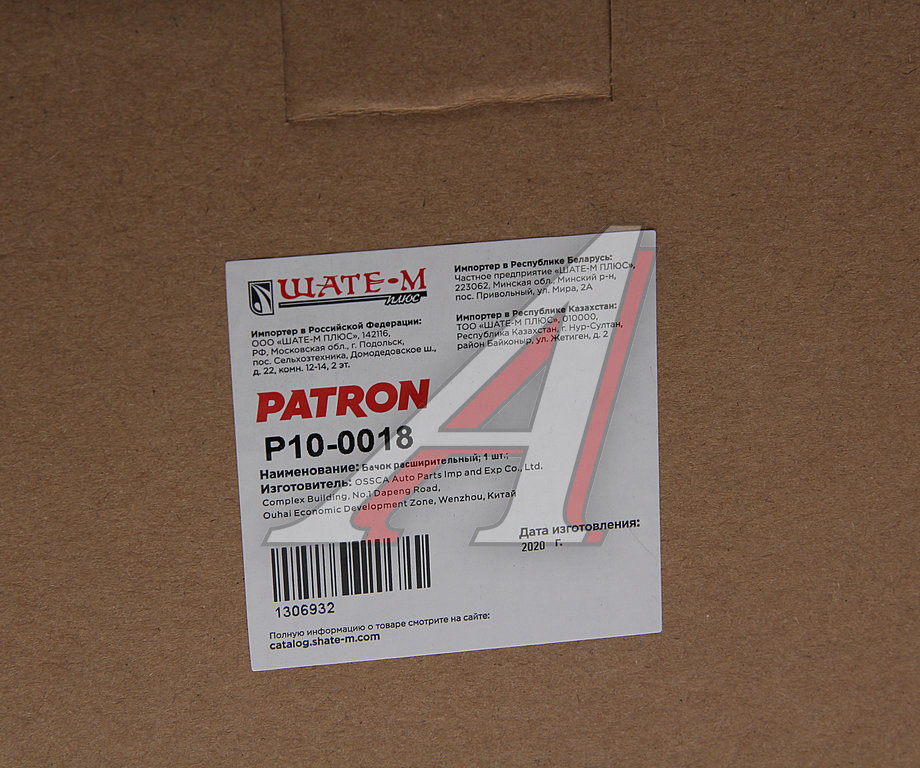 ШАТЕ-М
ПЛЮС
Импортер в Российской Федерации:
ООО «ШАТЕ-М ПЛЮС», 142116,
РФ, Московская обл., г. Подольск,
пос. Сельхозтехника, Домодедовское ш.,
д. 22, комн. 12-14, 2 эт.
Импортер в Республике Беларусь:
Частное предприятие «ШАТЕ-М ПЛЮС»,
223062, Минская обл., Минский р-н,
пос. Привольный, ул. Мира, 2А
Импортер в Республике Казахстан:
ТОО «ШАТЕ-М ПЛЮС», 010000,
Республика Казахстан, г. Нур-Султан,
район Байконыр, ул. Жетиген, д. 2
PATRON
P10-0018
Наименование: Бачок расширительный; 1 шт.;
Изготовитель: OSSCA Auto Parts Imp and Exp Co., Ltd.
Complex Building, No.1 Dapeng Road,
Ouhai Economic Development Zone, Wenzhou, Китай
Дата изготовления:
2020 Г.
1306932
Полную информацию о товаре смотрите на сайте:
catalog.shate-m.com